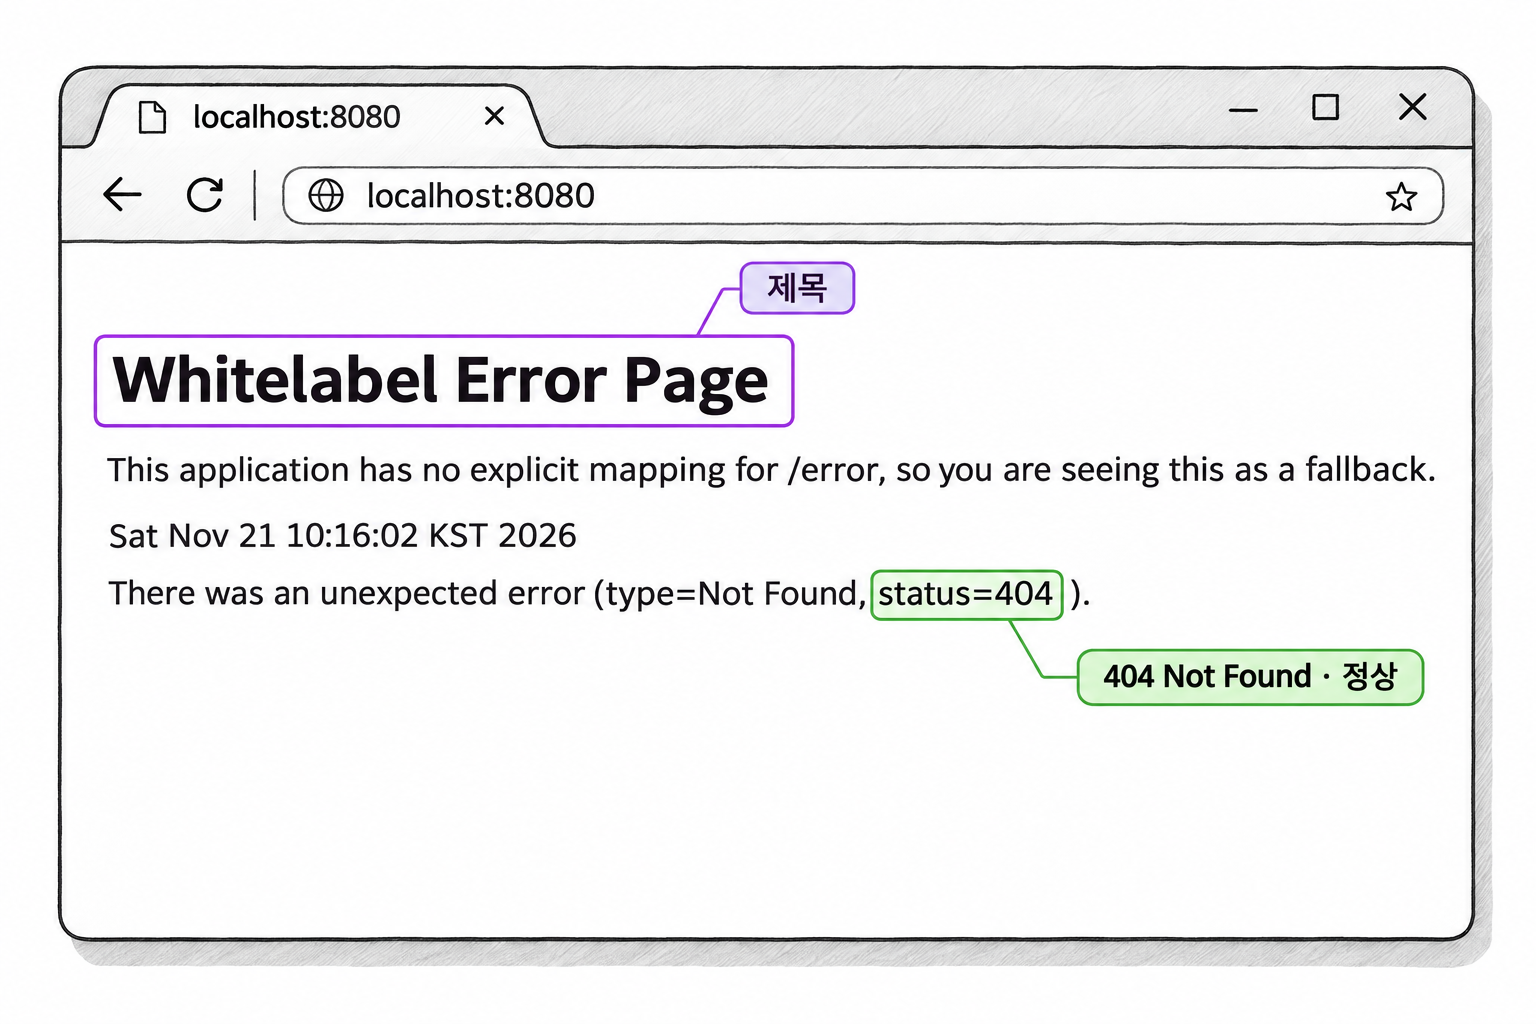 localhost:8080
localhost:8080
제목
Whitelabel Error Page
This application has no explicit mapping for /error, so you are seeing this as a fallback.
Sat Nov 21 10:16:02 KST 2026
There was an unexpected error (type=Not Found, status=404 ).
404 Not Found · 정상